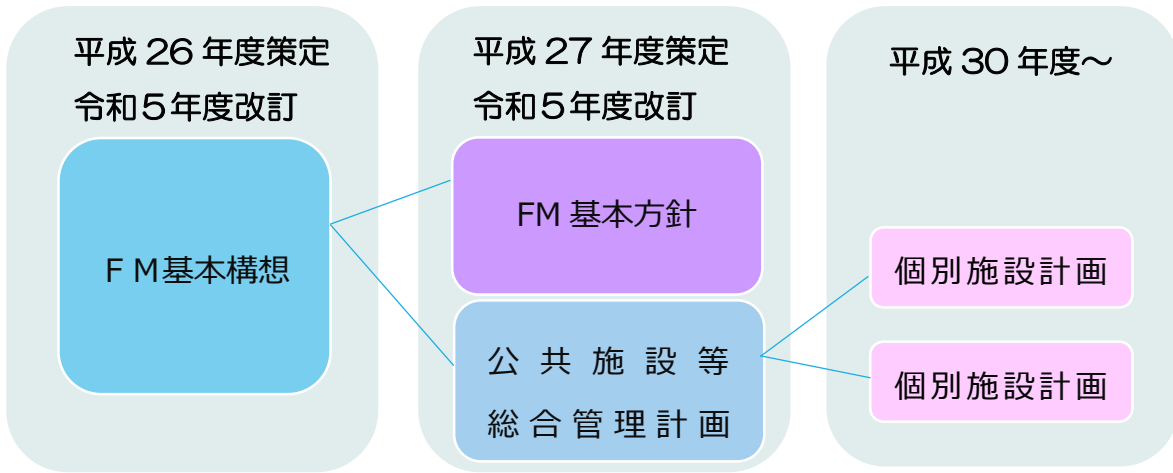 平成 26 年度策定
令和５年度改訂
ＦＭ基本構想
平成 27 年度策定
令和５年度改訂
FM 基本方針
公共施設等
総合管理計画
平成 30 年度～
個別施設計画
個別施設計画